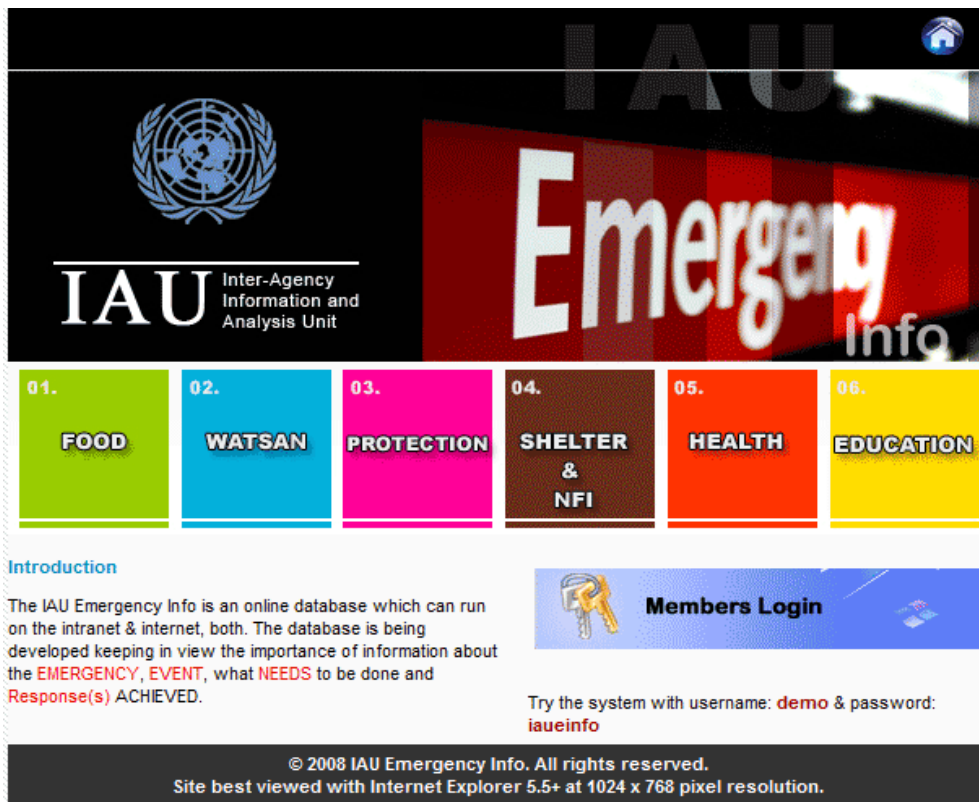 IAU
IAU
Inter-Agency
Information and
Analysis Unit
Emergency
Info
01.
FOOD
02.
WATSAN
03.
PROTECTION
04.
SHELTER
&
NFI
05.
HEALTH
06.
EDUCATION
Introduction
The IAU Emergency Info is an online database which can run
on the intranet & internet, both. The database is being
developed keeping in view the importance of information about
the EMERGENCY, EVENT, what NEEDS to be done and
Response(s) ACHIEVED.
Members Login
Try the system with username: demo & password:
iaueinfo
© 2008 IAU Emergency Info. All rights reserved.
Site best viewed with Internet Explorer 5.5+ at 1024 x 768 pixel resolution.